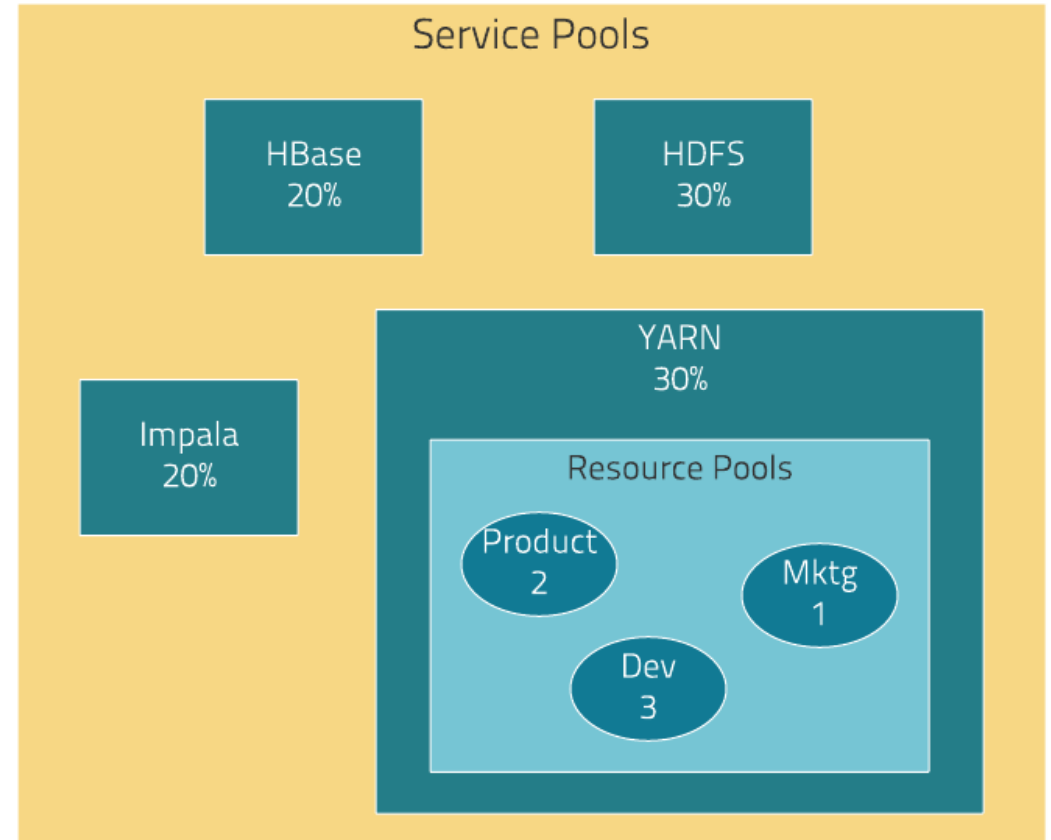 Service Pools
HBase
20%
HDFS
30%
Impala
20%
YARN
30%
Resource Pools
Product
2
Mktg
1
Dev
3